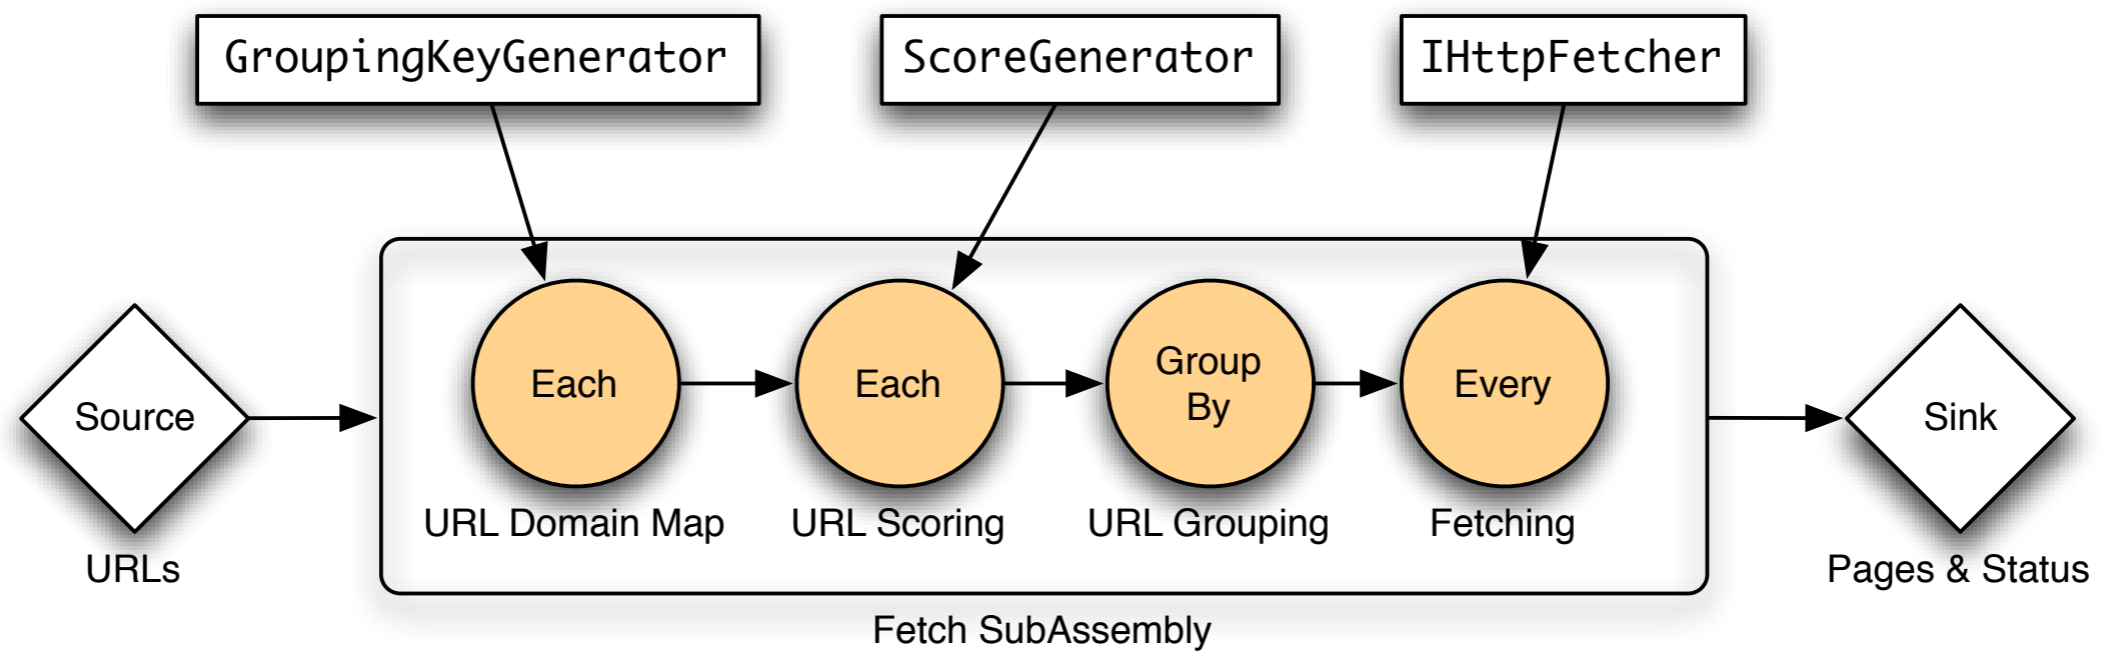 GroupingKeyGenerator
ScoreGenerator
IHttpFetcher
Source
URLs
Each
URL Domain Map
Each
URL Scoring
Group
By
URL Grouping
Every
Fetching
Sink
Pages & Status
Fetch SubAssembly